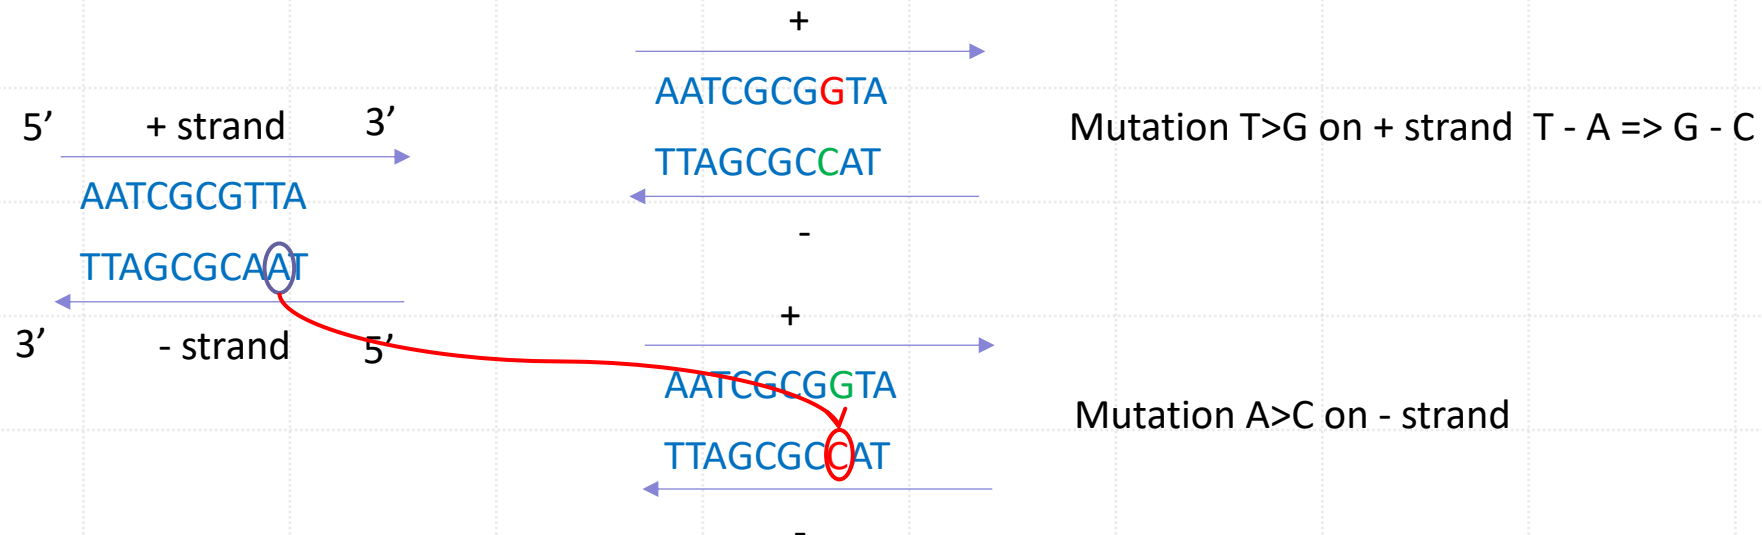 5’ + strand 3’
AATCGCGTTA
TTAGCGCAAT
3’ - strand 5’
+
AATCGCGGTA
TTAGCGCCAT
-
Mutation T>G on + strand T - A => G - C
+
AATCGCGGTA
TTAGCGCCAT
-
Mutation A>C on - strand